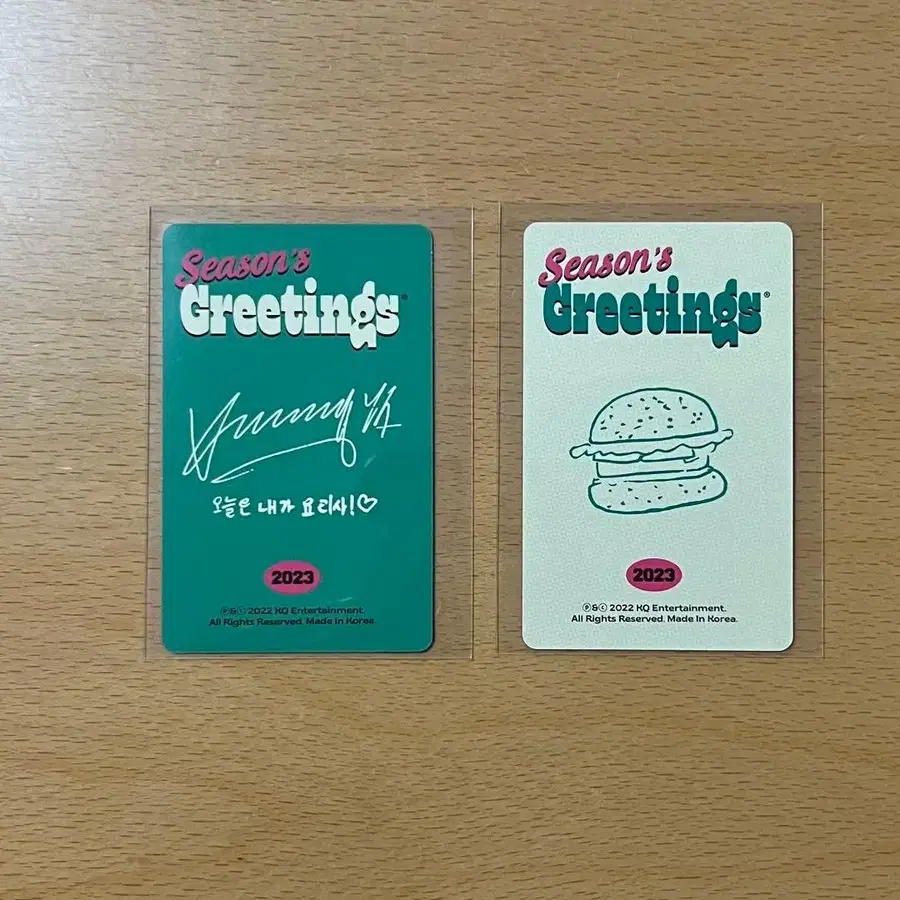 Season's
Greetings
오늘은 내가 요리사!♡
2023
Ⓟ&Ⓒ 2022 KQ Entertainment.
All Rights Reserved. Made In Korea.
Season's
Greetings®
2023
Ⓟ&Ⓒ 2022 KQ Entertainment.
All Rights Reserved. Made In Korea.